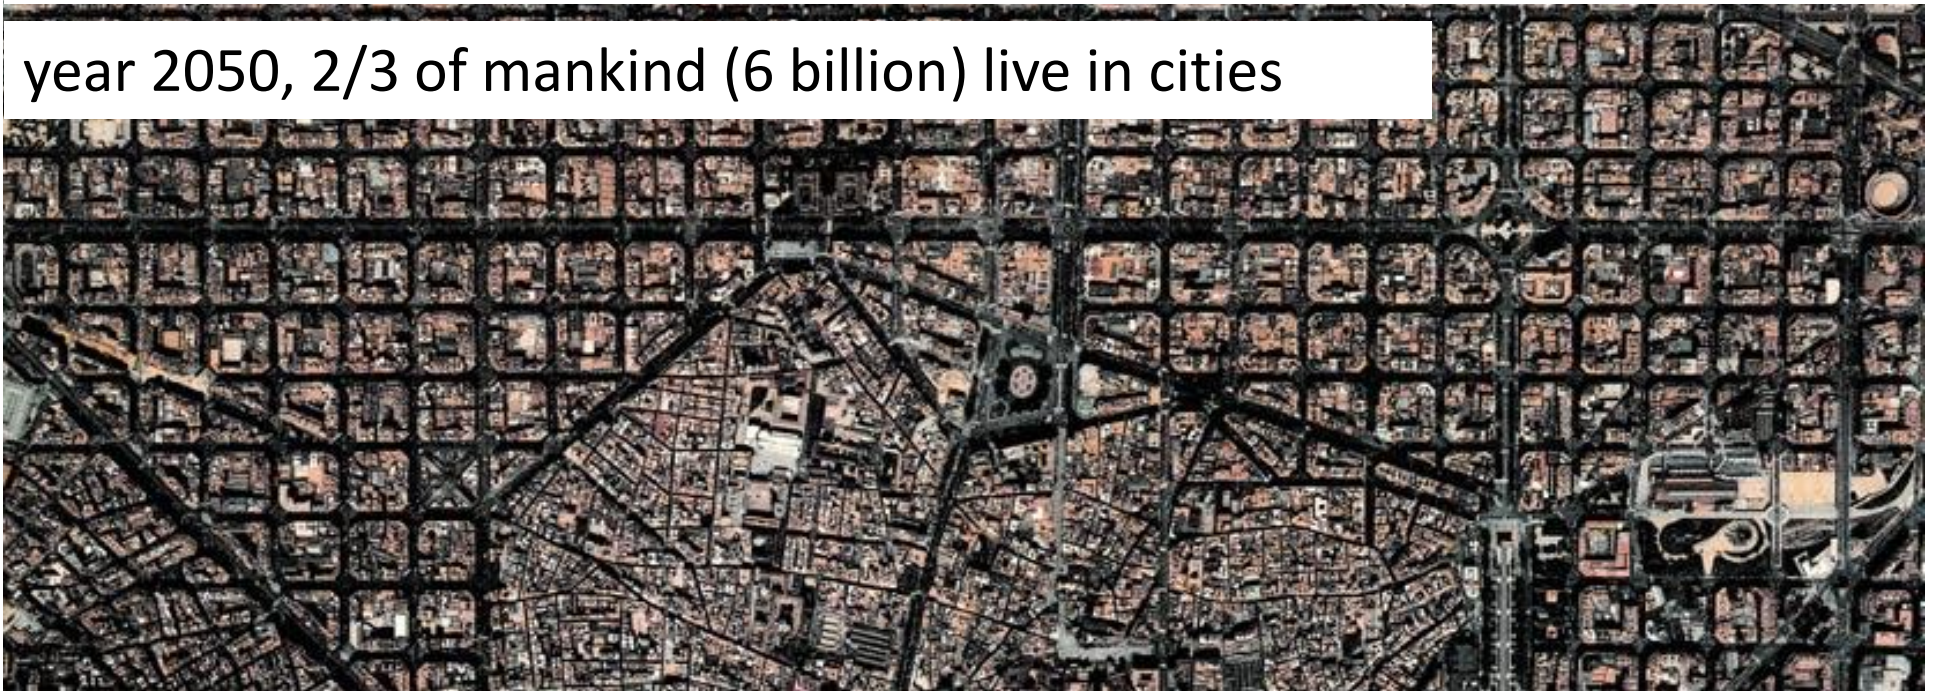 year 2050, 2/3 of mankind (6 billion) live in cities